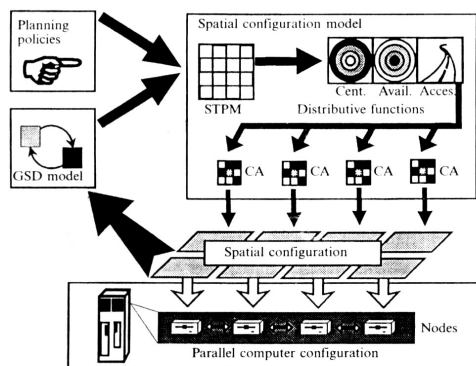 Planning
policies
GSD model
Spatial configuration model
STPM
Cent. Avail. Acces.
Distributive functions
CA CA CA CA
Spatial configuration
Nodes
Parallel computer configuration